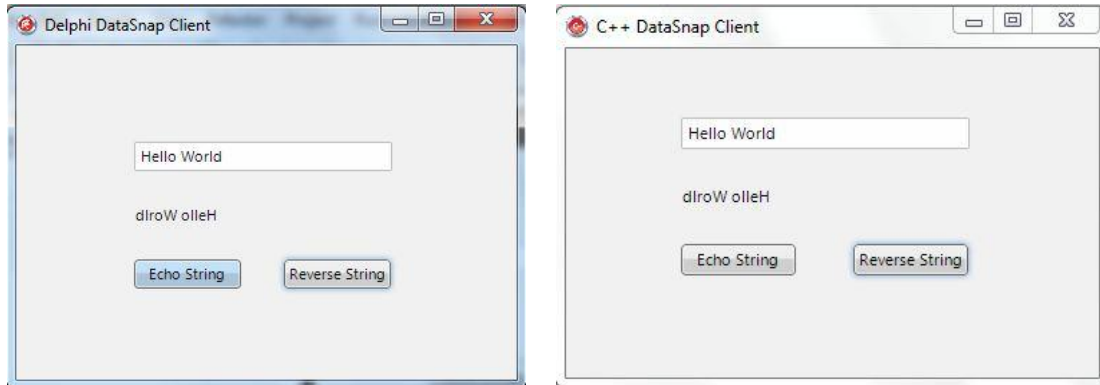 Delphi DataSnap Client
Hello World
dlroW olleH
Echo String Reverse String
C++ DataSnap Client
Hello World
dlroW olleH
Echo String Reverse String